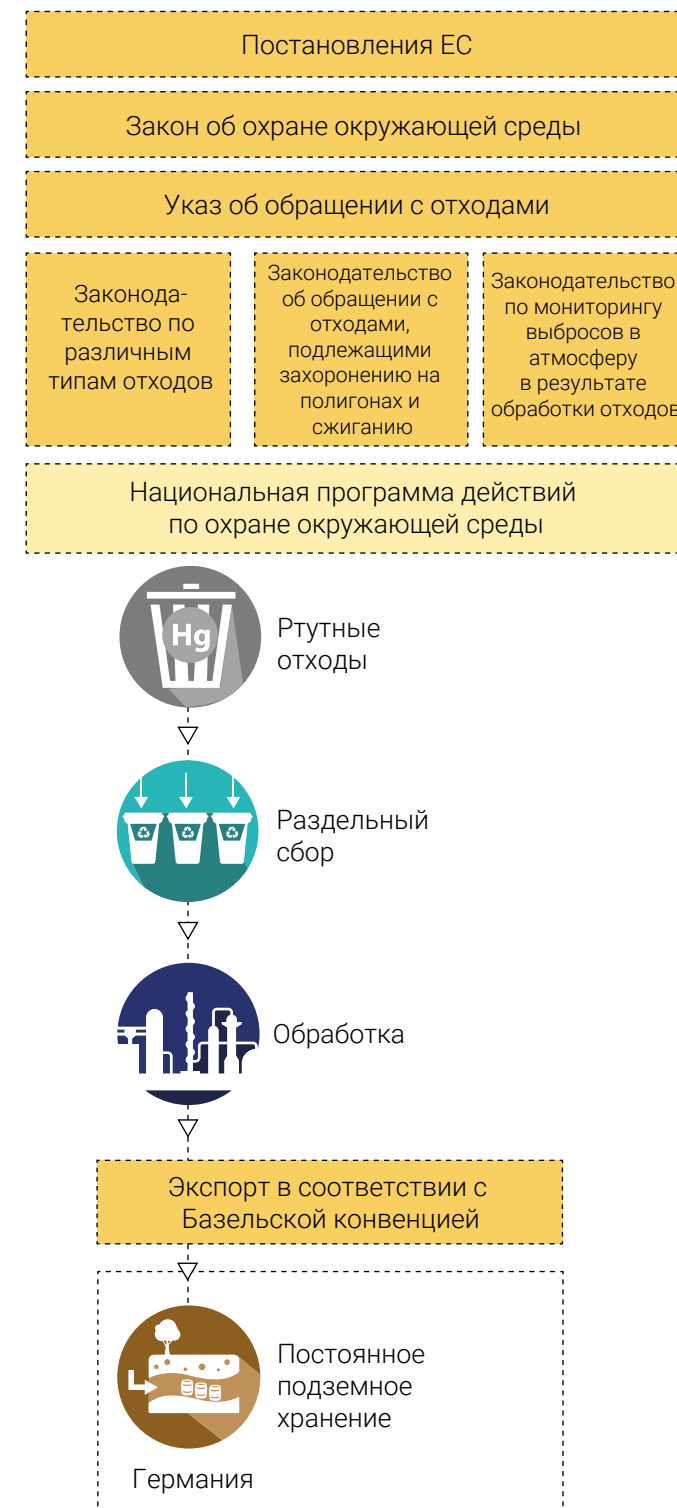 Постановления ЕС
Закон об охране окружающей среды
Указ об обращении с отходами
Законода-
тельство по
различным
типам отходов
Законодательство
об обращении с
отходами,
подлежащими
захоронению на
полигонах и
сжиганию
Законодательство
по мониторингу
выбросов в
атмосферу
в результате
обработки отходов
Национальная программа действий
по охране окружающей среды
Hg
Ртутные
отходы
Раздельный
сбор
Обработка
Экспорт в соответствии с
Базельской конвенцией
Постоянное
подземное
хранение
Германия